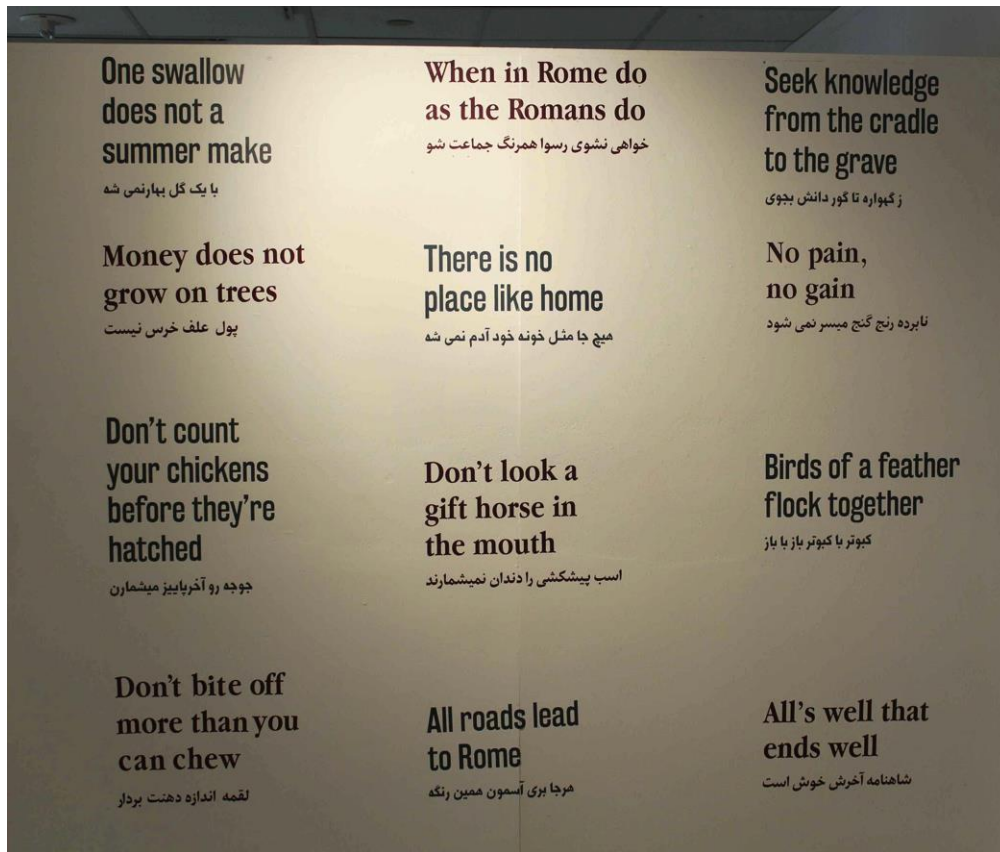 One swallow
does not a
summer make
با یک گل بهارنمی شه
When in Rome do
as the Romans do
خواهی نشوی رسوا همرنگ جماعت شو
Seek knowledge
from the cradle
to the grave
ز گهواره تا گور دانش بجوی
Money does not
grow on trees
پول علف خرس نیست
There is no
place like home
هیچ جا مثل خونه خود آدم نمی شه
No pain,
no gain
نابرده رنج گنج میسر نمی شود
Don't count
your chickens
before they're
hatched
جوجه رو آخرپاییز میشمارن
Don't look a
gift horse in
the mouth
اسب پیشکشی را دندان نمیشمارند
Birds of a feather
flock together
کبوتر با کبوتر باز با باز
Don't bite off
more than you
can chew
لقمه اندازه دهنت بردار
All roads lead
to Rome
هرجا بری آسمون همین رنگه
All's well that
ends well
شاهنامه آخرش خوش است